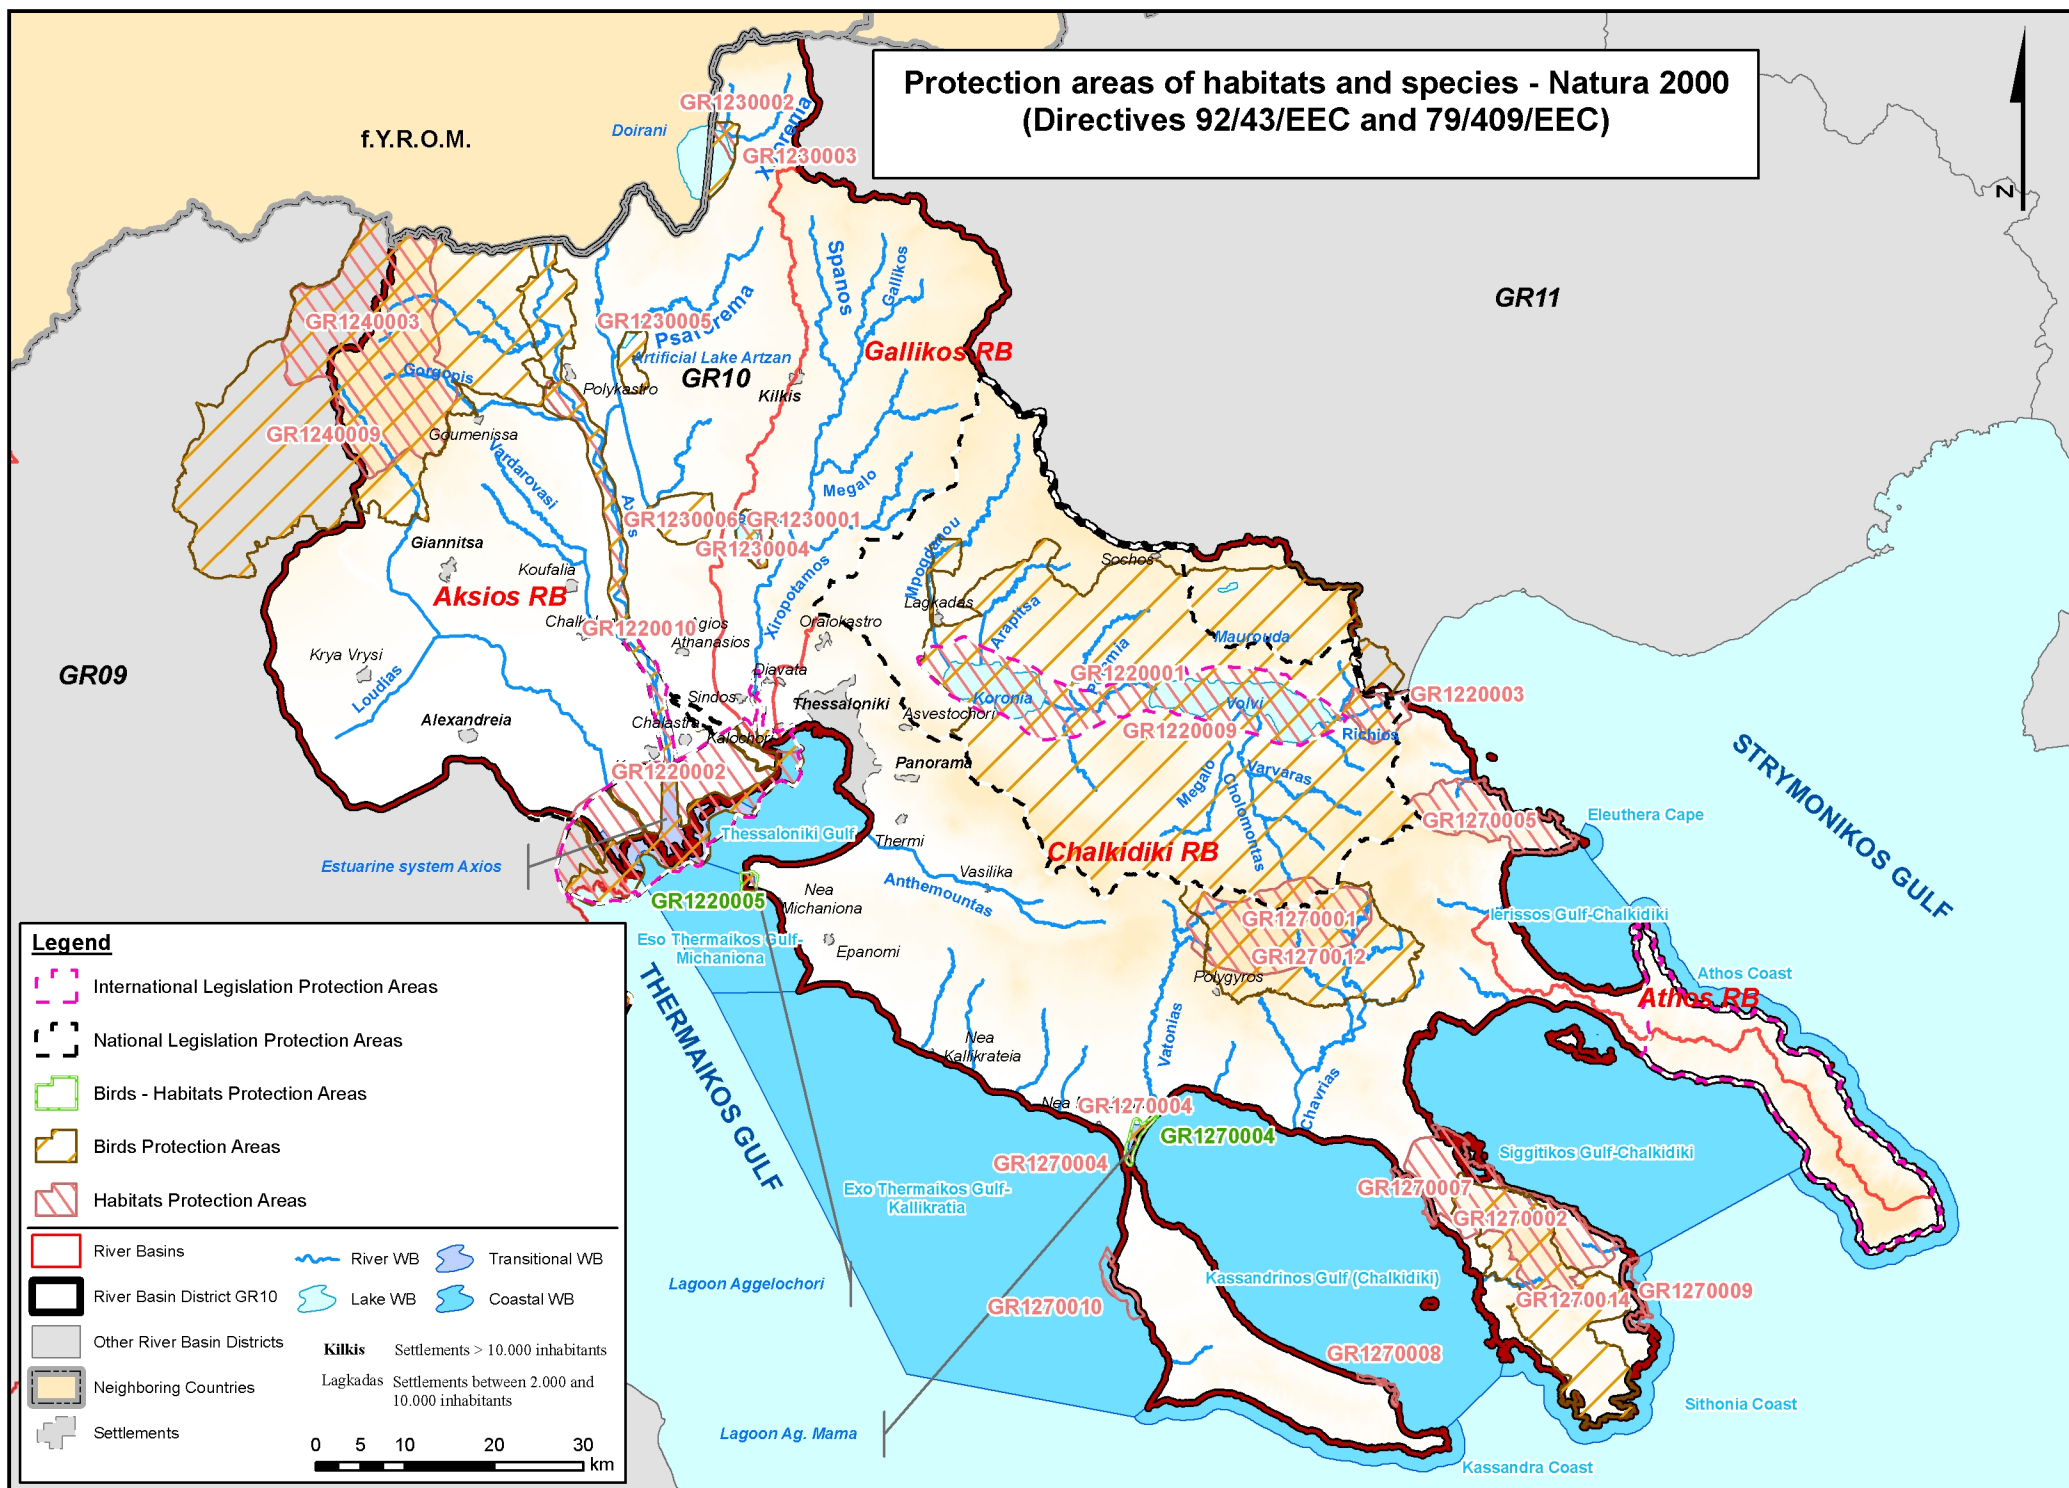 Protection areas of habitats and species - Natura 2000
(Directives 92/43/EEC and 79/409/EEC)
f.Y.R.O.M.
Doirani
GR1230002
GR1230003
N
GR11
GR1240003
GR1230005
Spanos
Gallikos
Artificial Lake Artzan
GR10
Gallikos RB
Gorgopis
Polykastro
Kilkis
GR1240009
Goumenissa
Vardarovasi
Megalo
GR1230006
GR1230001
GR1230004
Giannitsa
Koufalia
Aksios RB
Xiropotamos
Mpogdanou
Sochos
Lagkadas
Arapitsa
GR1220010
Agios
Athanasios
Oraiokastro
Maurouda
GR09
Krya Vrysi
Loudias
Diavata
Sindos
Thessaloniki
Koronia
GR1220001
Volvi
GR1220003
Alexandreia
Chalastra
Kalochori
Asvestochori
GR1220009
Richios
Panorama
GR1220002
Megalo
Cholomontas
Varvaras
STRYMONIKOS GULF
GR1270005
Eleuthera Cape
Thessaloniki Gulf
Thermi
Chalkidiki RB
Estuarine system Axios
Vasilika
Anthemountas
GR1220005
Nea
Michaniona
GR1270001
Ierissos Gulf-Chalkidiki
Eso Thermaikos Gulf-
Michaniona
Epanomi
GR1270012
Polygyros
Athos Coast
Athos RB
THERMAIKOS GULF
Nea
Kallikrateia
Vatonias
Chavrias
GR1270004
GR1270004
GR1270004
Siggitikos Gulf-Chalkidiki
GR1270007
Exo Thermaikos Gulf-
Kallikratia
GR1270002
Lagoon Aggelochori
Kassandrinos Gulf (Chalkidiki)
GR1270010
GR1270014
GR1270009
GR1270008
Sithonia Coast
Lagoon Ag. Mama
Kassandra Coast
Legend
International Legislation Protection Areas
National Legislation Protection Areas
Birds - Habitats Protection Areas
Birds Protection Areas
Habitats Protection Areas
River Basins
River Basin District GR10
Other River Basin Districts
Neighboring Countries
Settlements
River WB
Transitional WB
Lake WB
Coastal WB
Kilkis Settlements > 10.000 inhabitants
Lagkadas Settlements between 2.000 and
10.000 inhabitants
0 5 10 20 30
km